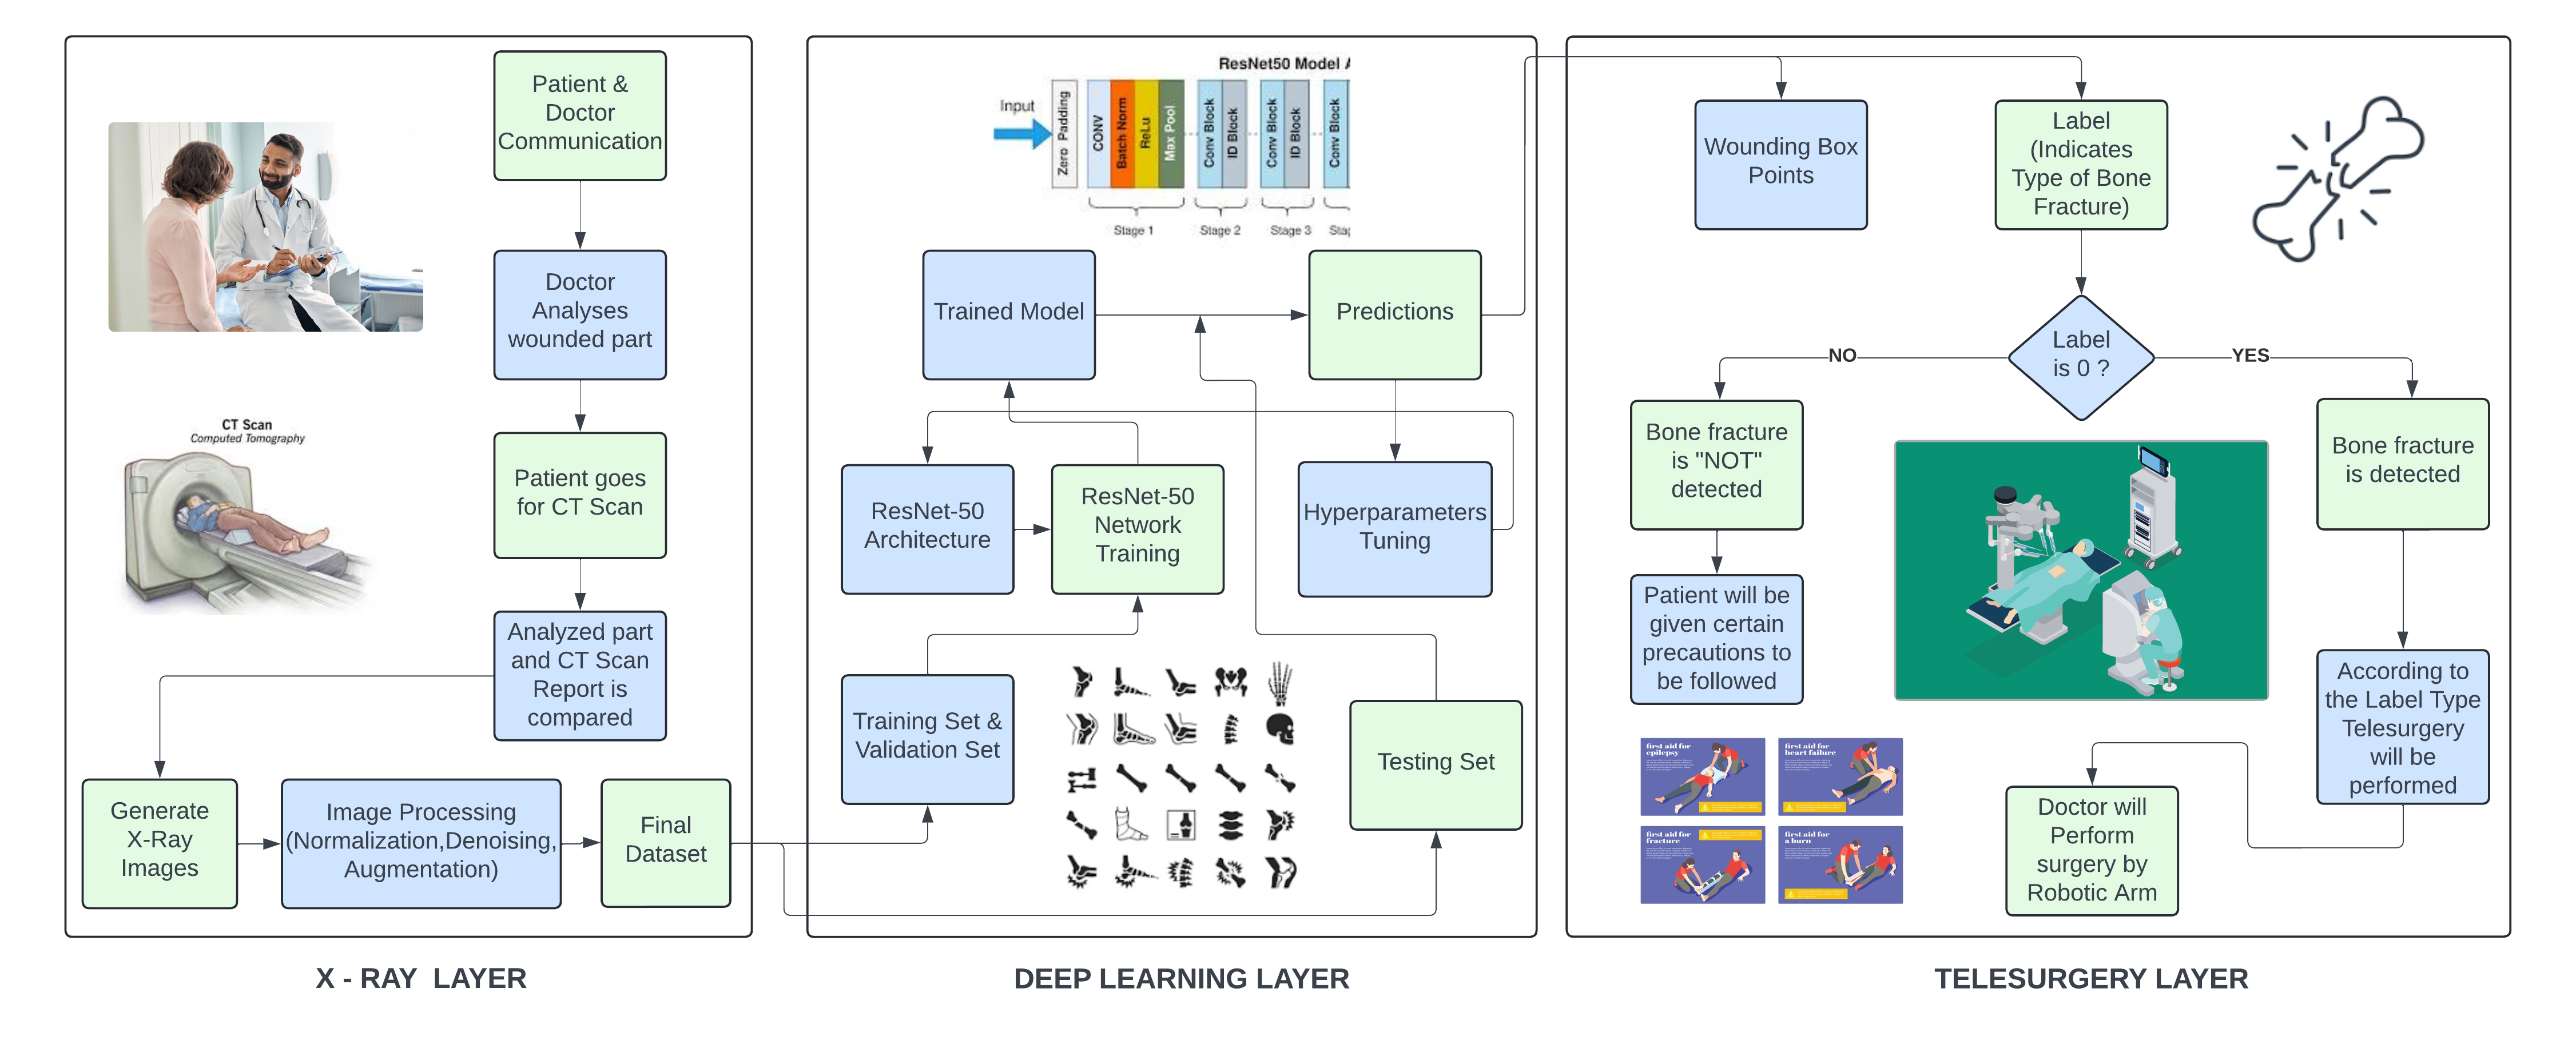 Patient &
Doctor
Communication
Doctor
Analyses
wounded part
CT Scan
Computed Tomography
Patient goes
for CT Scan
Analyzed part
and CT Scan
Report is
compared
Generate
X-Ray
Images
Image Processing
(Normalization,Denoising,
Augmentation)
Final
Dataset
X - RAY LAYER
ResNet50 Model A
Input
Zero Padding
CONV
Batch Norm
ReLu
Max Pool
Conv Block
ID Block
Conv Block
ID Block
Conv Block
Stage 1
Stage 2
Stage 3
Trained Model
Predictions
ResNet-50
Architecture
ResNet-50
Network
Training
Hyperparameters
Tuning
Training Set &
Validation Set
Testing Set
DEEP LEARNING LAYER
Wounding Box
Points
Label
(Indicates
Type of Bone
Fracture)
Label
is 0 ?
NO
YES
Bone fracture
is "NOT"
detected
Bone fracture
is detected
Patient will be
given certain
precautions to
be followed
According to
the Label Type
Telesurgery
will be
performed
first aid for
epilepsy
first aid for
heart failure
first aid for
fracture
first aid for
a burn
Doctor will
Perform
surgery by
Robotic Arm
TELESURGERY LAYER